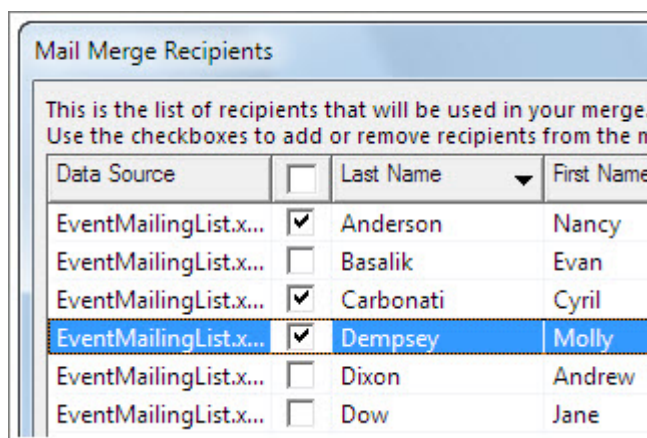 Mail Merge Recipients
This is the list of recipients that will be used in your merge.
Use the checkboxes to add or remove recipients from the
Data Source Last Name First Name
EventMailingList.x... Anderson Nancy
EventMailingList.x... Basalik Evan
EventMailingList.x... Carbonati Cyril
EventMailingList.x... Dempsey Molly
EventMailingList.x... Dixon Andrew
EventMailingList.x... Dow Jane